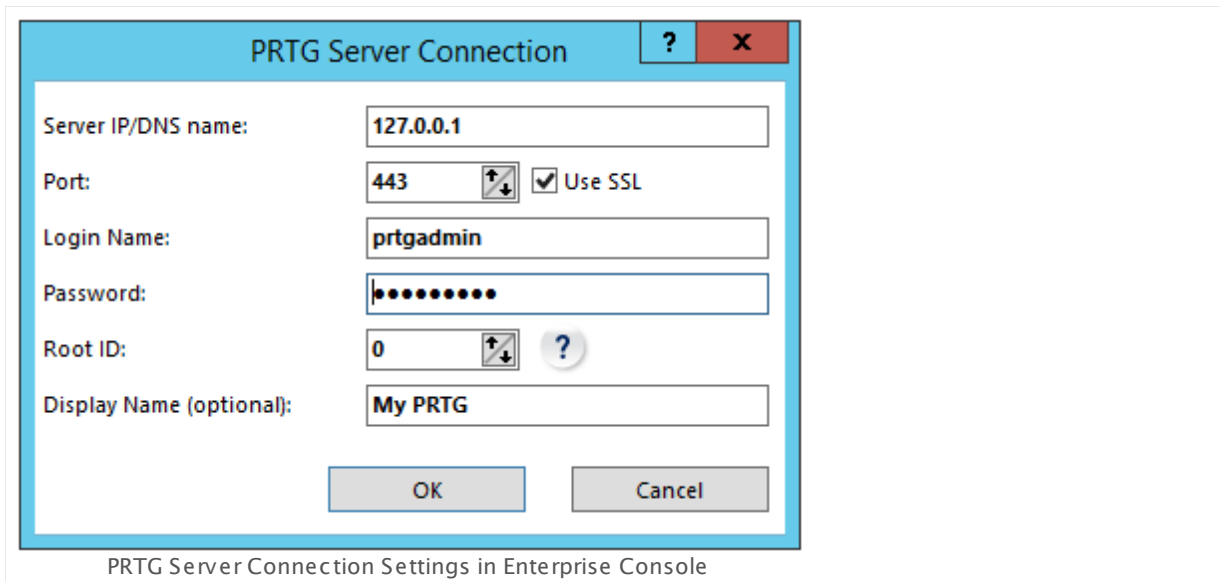 PRTG Server Connection ? x
Server IP/DNS name: 127.0.0.1
Port: 443 Use SSL
Login Name: prtgadmin
Password: •••••••••
Root ID: 0 ?
Display Name (optional): My PRTG
OK Cancel
PRTG Server Connection Settings in Enterprise Console